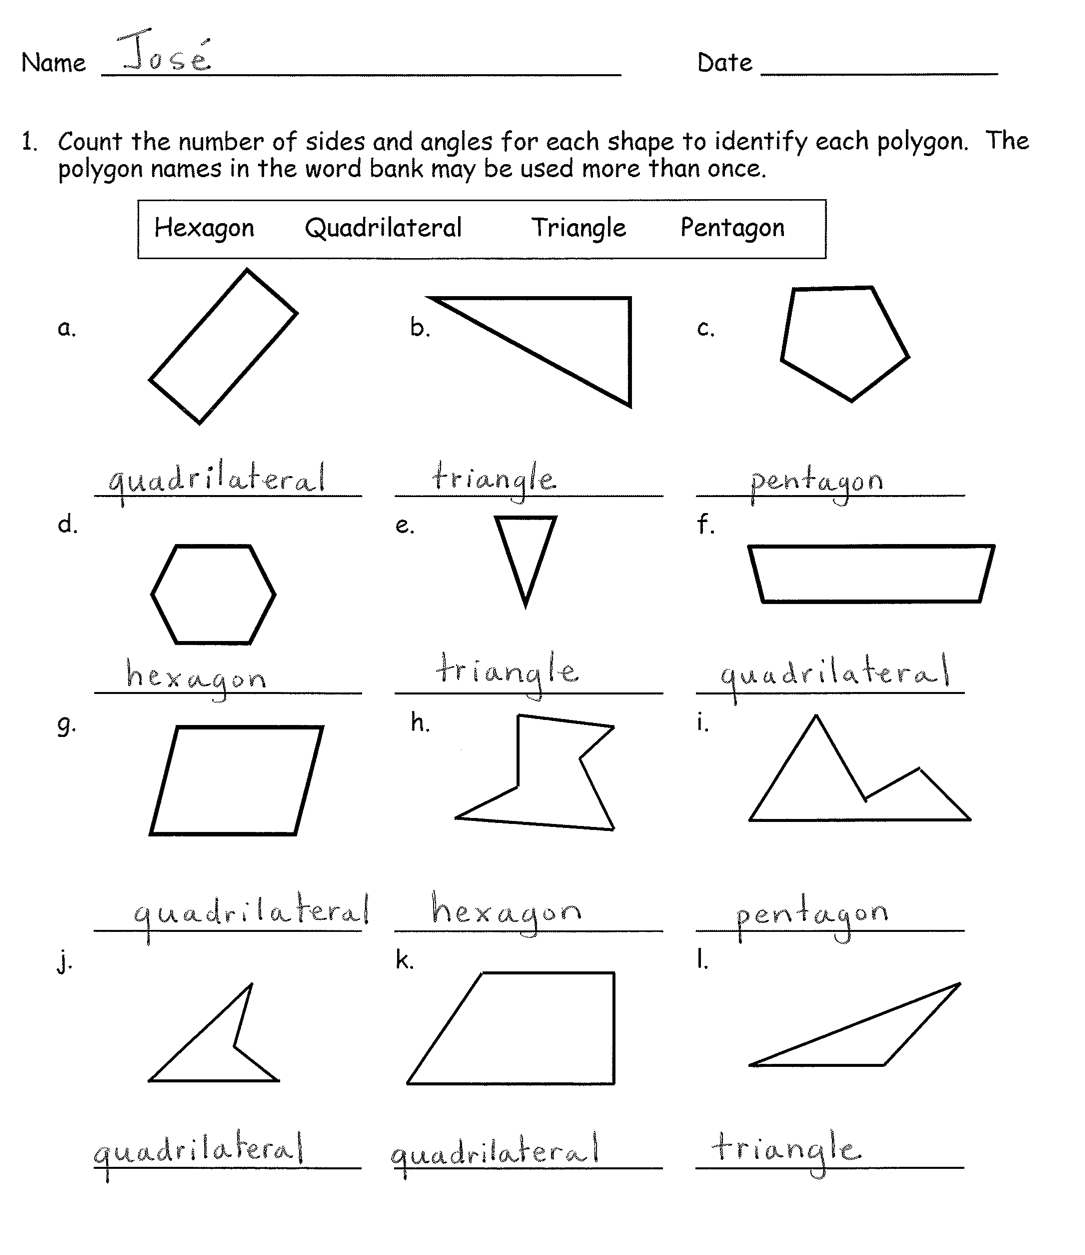 Name José Date
1. Count the number of sides and angles for each shape to identify each polygon. The
polygon names in the word bank may be used more than once.
Hexagon Quadrilateral Triangle Pentagon
a. b. c.
quadrilateral triangle pentagon
d. e. f.
hexagon triangle quadrilateral
g. h. i.
quadrilateral hexagon pentagon
j. k. l.
quadrilateral quadrilateral triangle